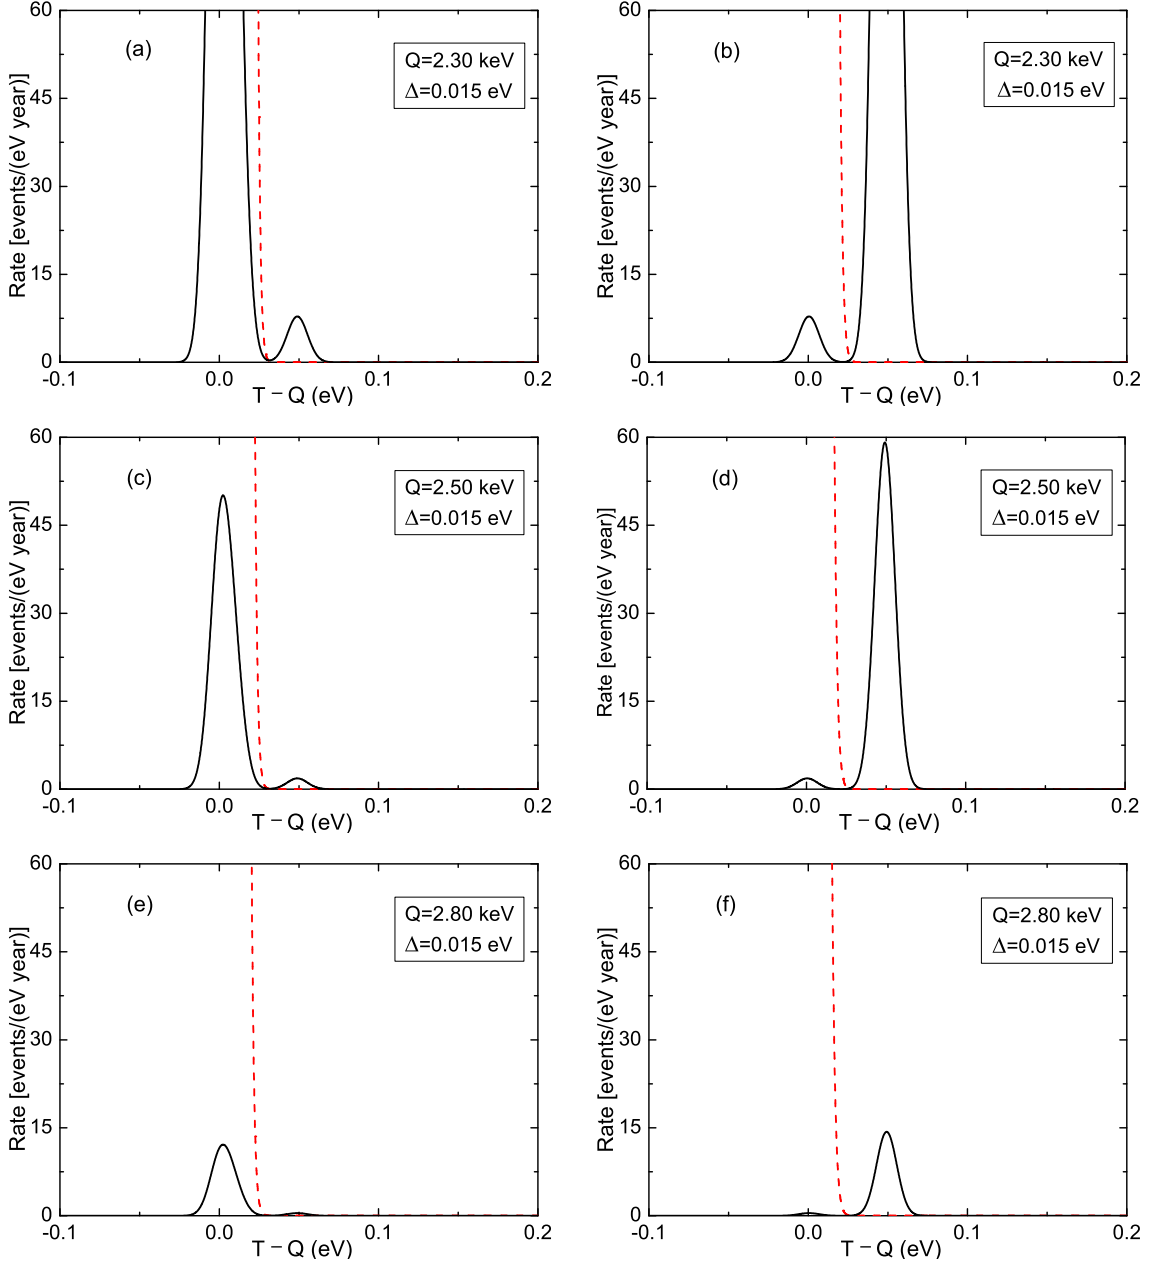 60
45
30
15
0
-0.1
0.0
0.1
0.2
T − Q (eV)
Rate [events/(eV year)]
(a)
Q=2.30 keV
Δ=0.015 eV
60
45
30
15
0
-0.1
0.0
0.1
0.2
T − Q (eV)
Rate [events/(eV year)]
(b)
Q=2.30 keV
Δ=0.015 eV
60
45
30
15
0
-0.1
0.0
0.1
0.2
T − Q (eV)
Rate [events/(eV year)]
(c)
Q=2.50 keV
Δ=0.015 eV
60
45
30
15
0
-0.1
0.0
0.1
0.2
T − Q (eV)
Rate [events/(eV year)]
(d)
Q=2.50 keV
Δ=0.015 eV
60
45
30
15
0
-0.1
0.0
0.1
0.2
T − Q (eV)
Rate [events/(eV year)]
(e)
Q=2.80 keV
Δ=0.015 eV
60
45
30
15
0
-0.1
0.0
0.1
0.2
T − Q (eV)
Rate [events/(eV year)]
(f)
Q=2.80 keV
Δ=0.015 eV